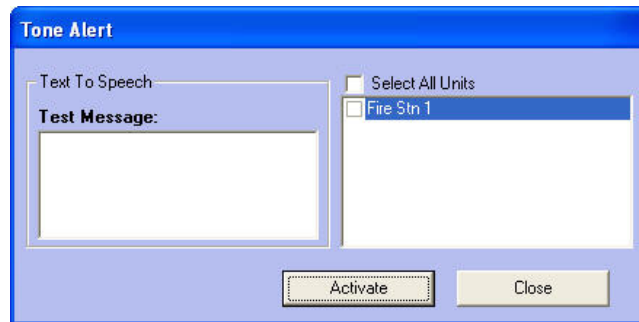 Tone Alert
Text To Speech
Test Message:
Select All Units
Fire Stn 1
Activate
Close